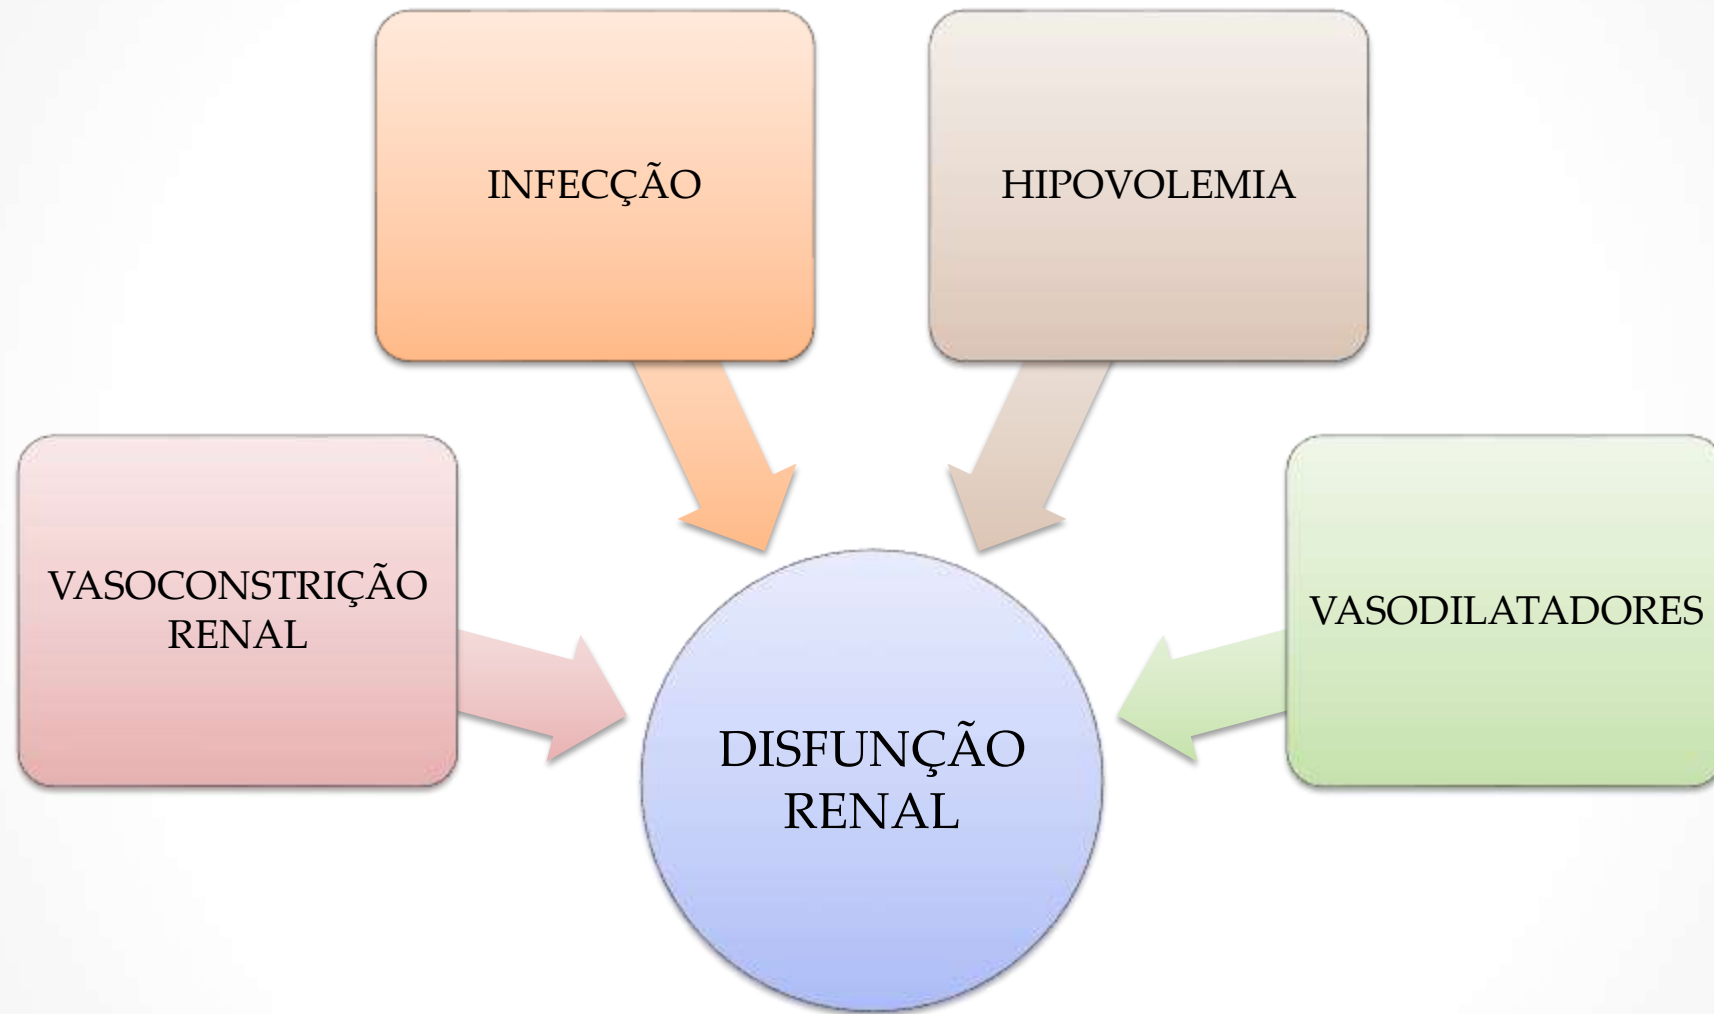 INFECÇÃO
HIPOVOLEMIA
VASOCONSTRIÇÃO
RENAL
VASODILATADORES
DISFUNÇÃO
RENAL